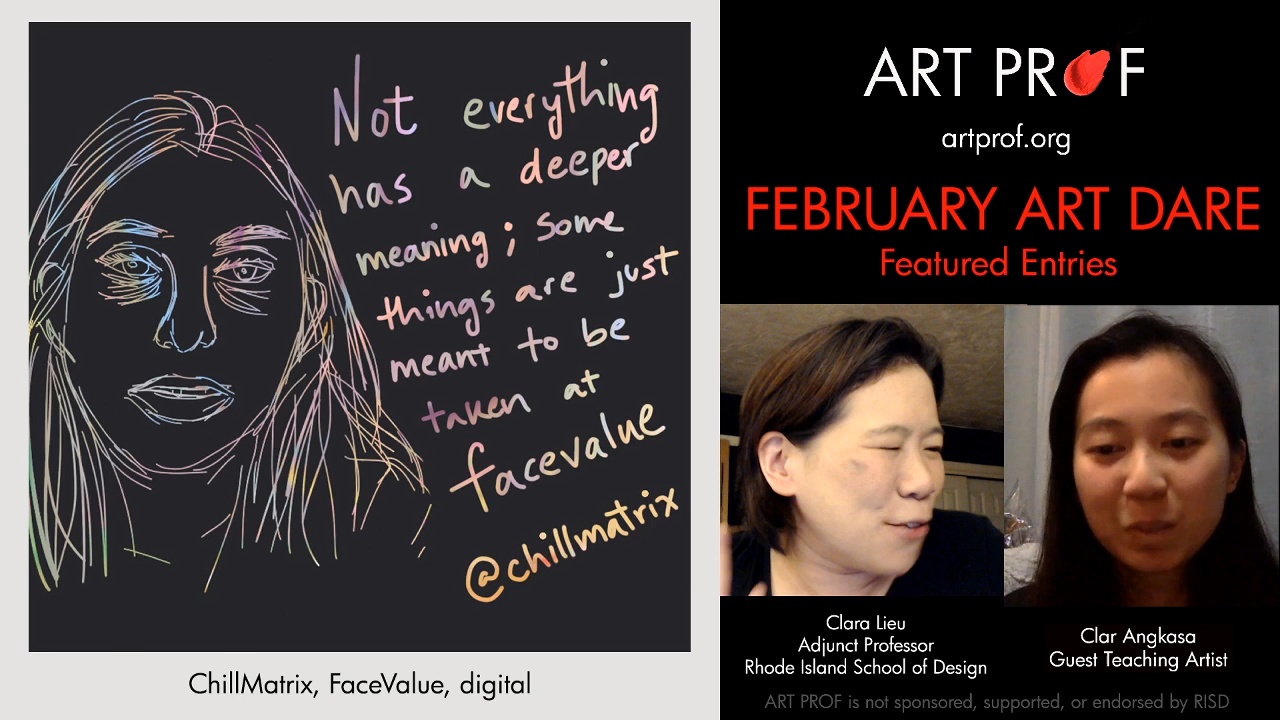 Not everything
has a deeper
meaning; some
things are just
meant to be
taken at
facevalue
@chillmatrix
ChillMatrix, FaceValue, digital
ART PROF
artprof.org
FEBRUARY ART DARE
Featured Entries
Clara Lieu
Adjunct Professor
Rhode Island School of Design
Clar Angkasa
Guest Teaching Artist
ART PROF is not sponsored, supported, or endorsed by RISD